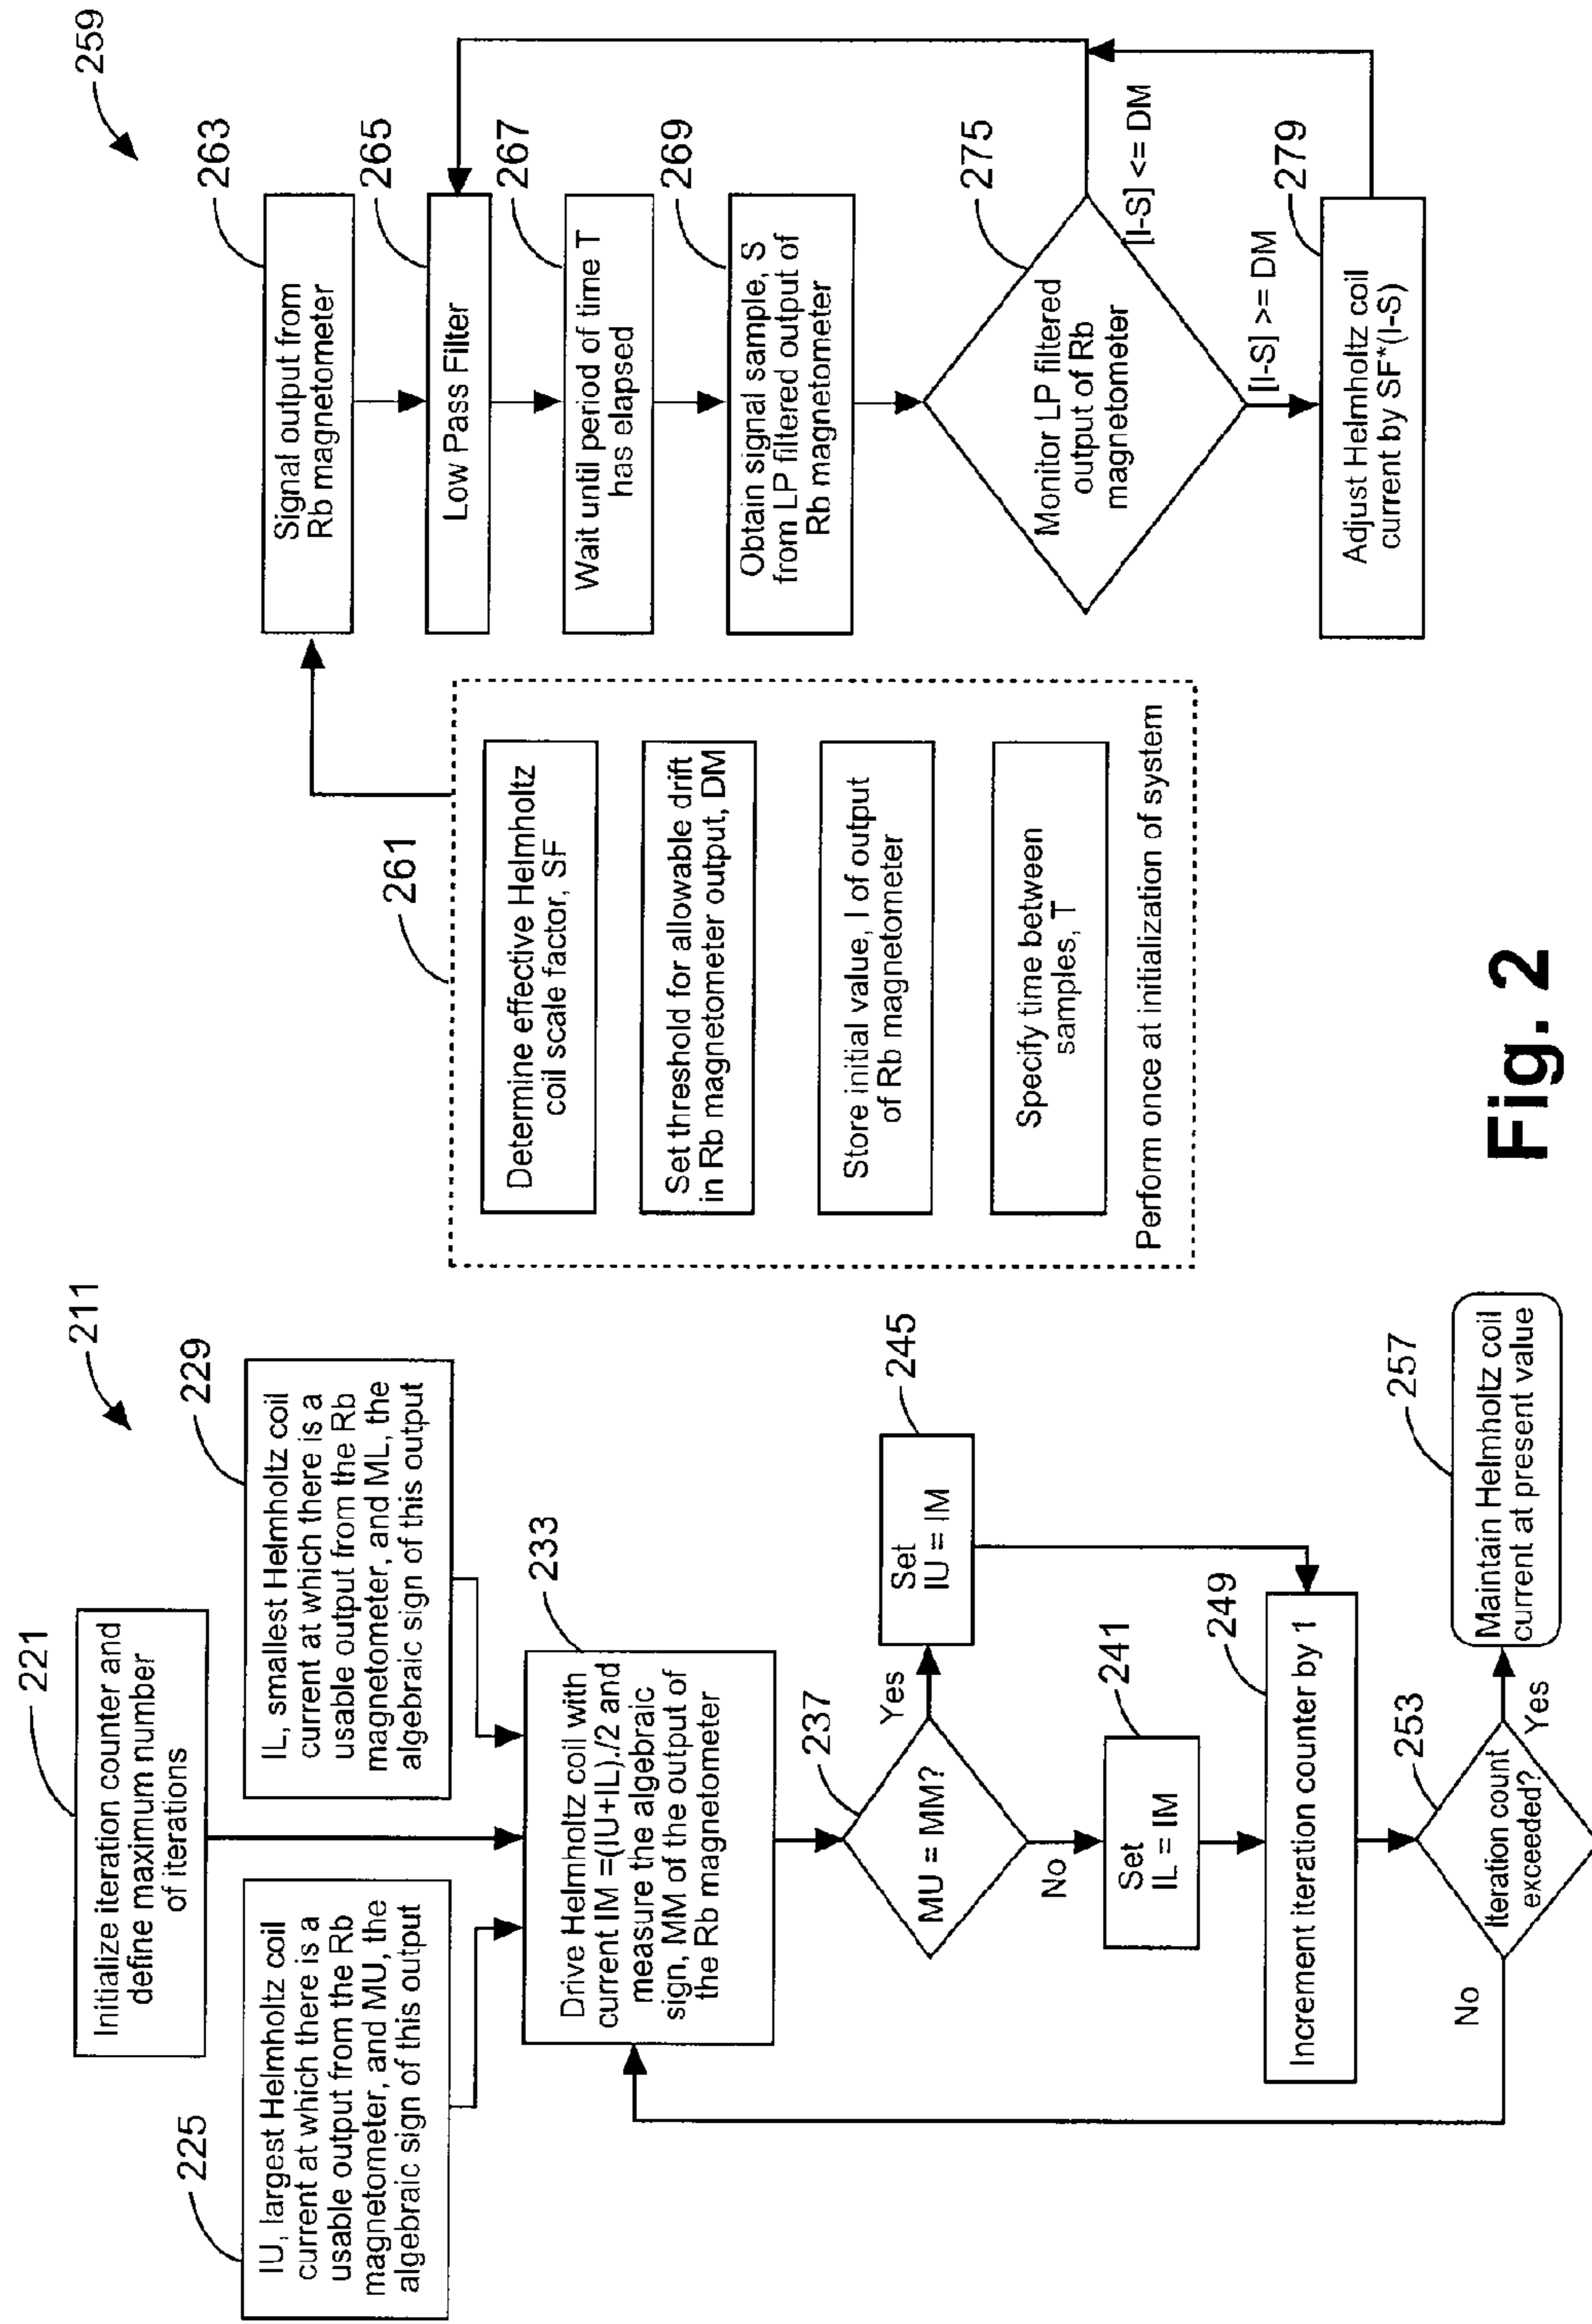 211
221
Initialize iteration counter and
define maximum number
of iterations
225
IU, largest Helmholtz coil
current at which there is a
usable output from the Rb
magnetometer, and MU, the
algebraic sign of this output
229
IL, smallest Helmholtz coil
current at which there is a
usable output from the Rb
magnetometer, and ML, the
algebraic sign of this output
233
Drive Helmholtz coil with
current IM =(IU+IL)./2 and
measure the algebraic
sign, MM of the output of
the Rb magnetometer
237
MU = MM?
Yes
245
Set
IU = IM
No
241
Set
IL = IM
249
Increment iteration counter by 1
253
Iteration count
exceeded?
No
Yes
257
Maintain Helmholtz coil
current at present value
259
261
Determine effective Helmholtz
coil scale factor, SF
Set threshold for allowable drift
in Rb magnetometer output, DM
Store initial value, I of output
of Rb magnetometer
Specify time between
samples, T
Perform once at initialization of system
263
Signal output from
Rb magnetometer
265
Low Pass Filter
267
Wait until period of time T
has elapsed
269
Obtain signal sample, S
from LP filtered output of
Rb magnetometer
275
Monitor LP filtered
output of Rb
magnetometer
[I-S] <= DM
[I-S] >= DM
279
Adjust Helmholtz coil
current by SF*(I-S)
Fig. 2